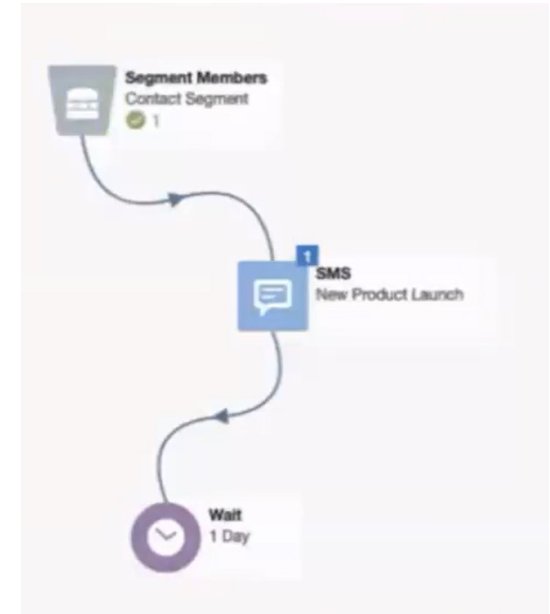 Segment Members
Contact Segment
1
1
SMS
New Product Launch
Wait
1 Day